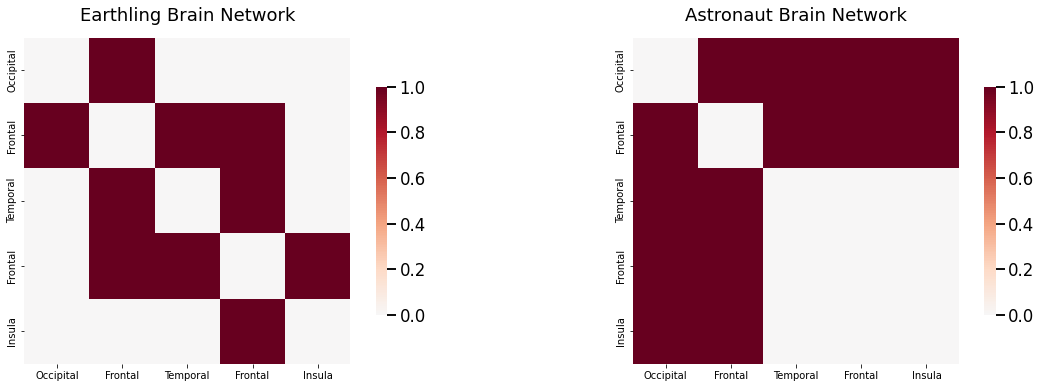 Earthling Brain Network
Occipital
Frontal
Temporal
Frontal
Insula
Occipital Frontal Temporal Frontal Insula
1.0
0.8
0.6
0.4
0.2
0.0
Astronaut Brain Network
Occipital
Frontal
Temporal
Frontal
Insula
Occipital Frontal Temporal Frontal Insula
1.0
0.8
0.6
0.4
0.2
0.0